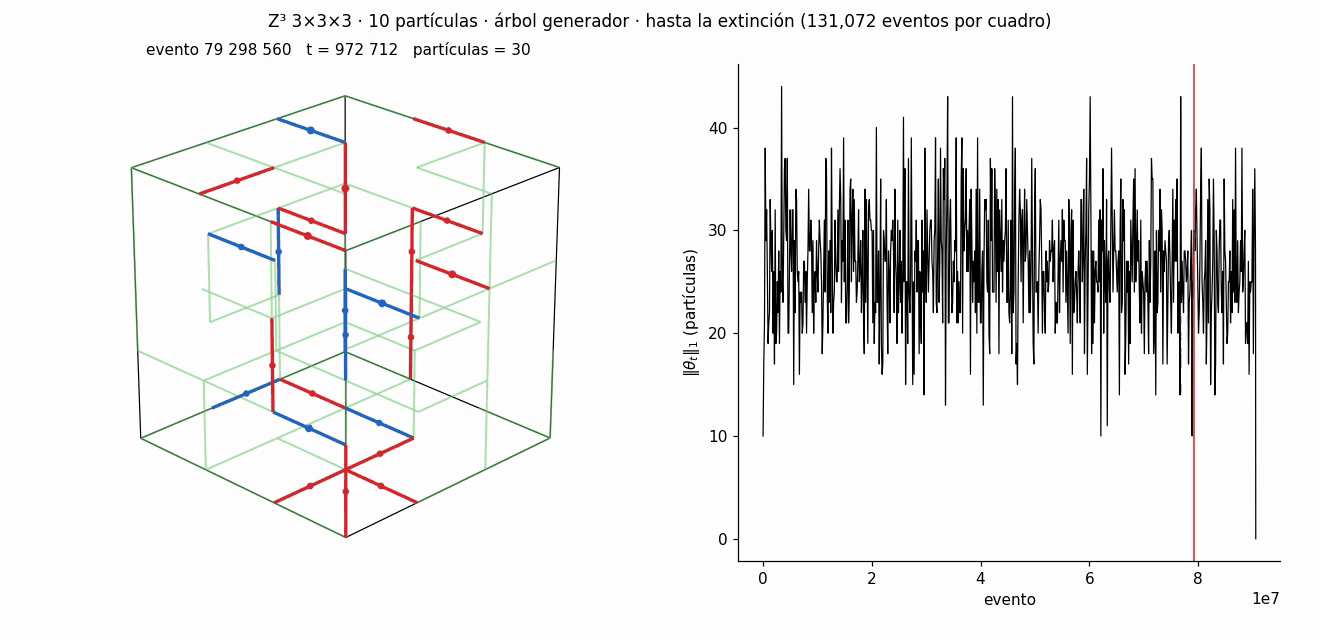 Z³ 3×3×3 · 10 partículas · árbol generador · hasta la extinción (131,072 eventos por cuadro)
evento 79 298 560   t = 972 712   partículas = 30
‖θₜ‖₁ (partículas)
40
30
20
10
0
0 2 4 6 8
evento
1e7